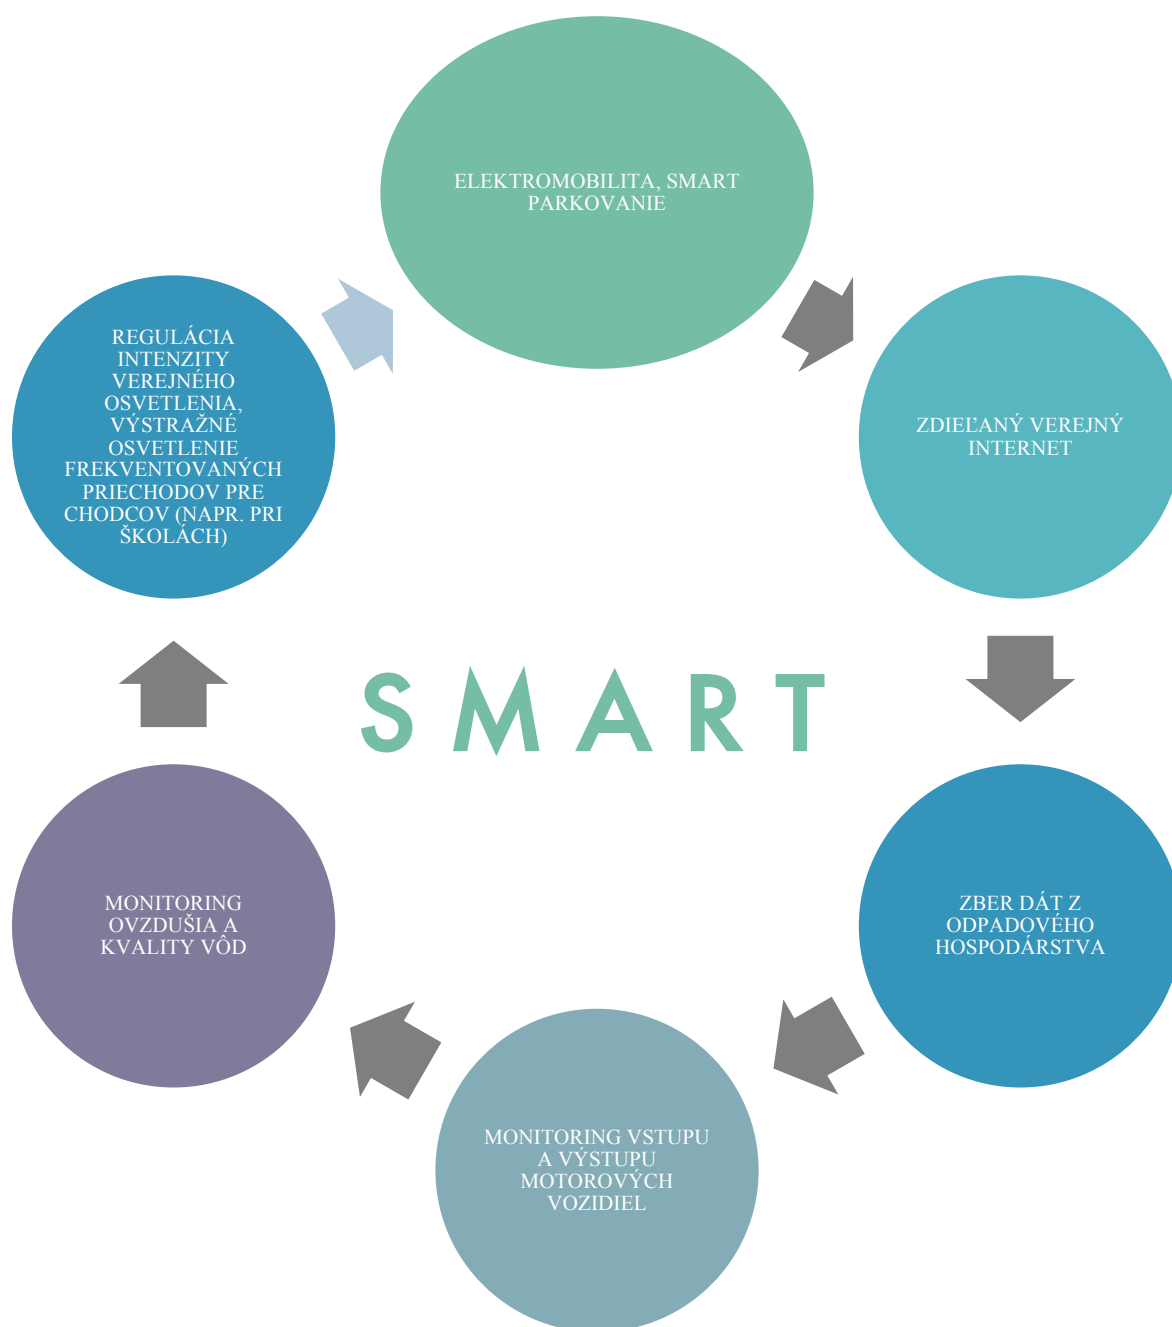 ELEKTROMOBILITA, SMART
PARKOVANIE
ZDIEĽANÝ VEREJNÝ
INTERNET
ZBER DÁT Z
ODPADOVÉHO
HOSPODÁRSTVA
MONITORING VSTUPU
A VÝSTUPU
MOTOROVÝCH
VOZIDIEL
MONITORING
OVZDUŠIA A
KVALITY VÔD
REGULÁCIA
INTENZITY
VEREJNÉHO
OSVETLENIA,
VÝSTRAŽNÉ
OSVETLENIE
FREKVENTOVANÝCH
PRIECHODOV PRE
CHODCOV (NAPR. PRI
ŠKOLÁCH)
SMART